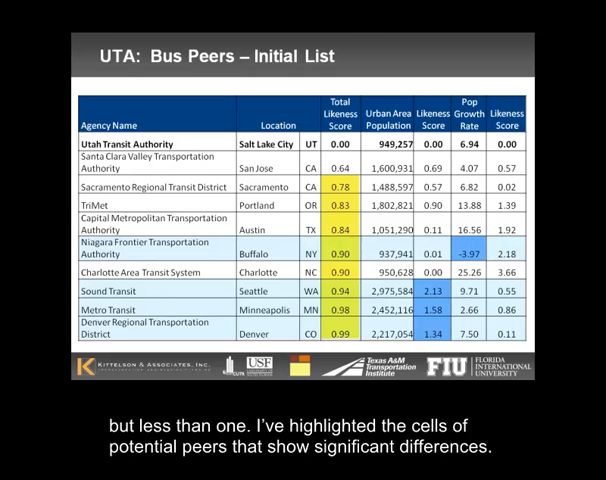 UTA: Bus Peers – Initial List
Agency Name Location Total Likeness Score Urban Area Population Likeness Score Pop Growth Rate Likeness Score
Utah Transit Authority Salt Lake City UT 0.00 949,257 0.00 6.94 0.00
Santa Clara Valley Transportation Authority San Jose CA 0.64 1,600,931 0.69 4.07 0.57
Sacramento Regional Transit District Sacramento CA 0.78 1,488,597 0.57 6.82 0.02
TriMet Portland OR 0.83 1,802,821 0.90 13.88 1.39
Capital Metropolitan Transportation Authority Austin TX 0.84 1,051,290 0.11 16.56 1.92
Niagara Frontier Transportation Authority Buffalo NY 0.90 937,941 0.01 -3.97 2.18
Charlotte Area Transit System Charlotte NC 0.90 950,628 0.00 25.26 3.66
Sound Transit Seattle WA 0.94 2,975,584 2.13 9.71 0.55
Metro Transit Minneapolis MN 0.98 2,452,116 1.58 2.66 0.86
Denver Regional Transportation District Denver CO 0.99 2,217,054 1.34 7.50 0.11
KITTELSON & ASSOCIATES, INC.
CUTR
USF
Texas A&M Transportation Institute
FIU FLORIDA INTERNATIONAL UNIVERSITY
but less than one. I've highlighted the cells of
potential peers that show significant differences.